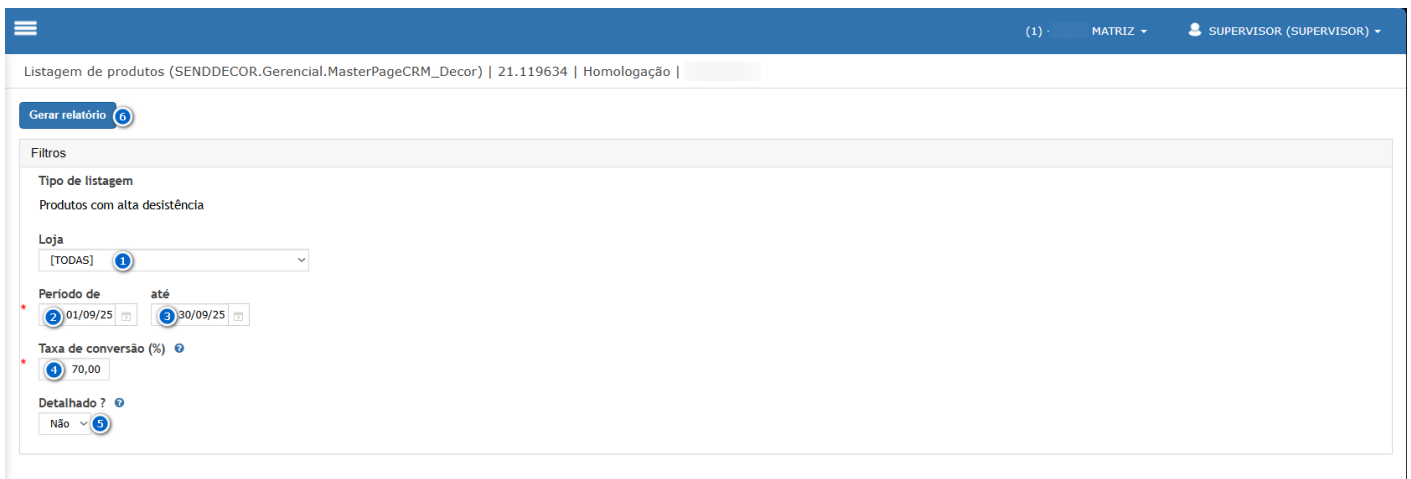 (1) - MATRIZ SUPERVISOR (SUPERVISOR)
Listagem de produtos (SENDDECOR.Gerencial.MasterPageCRM_Decor) | 21.119634 | Homologação |
Gerar relatório 6
Filtros
Tipo de listagem
Produtos com alta desistência
Loja
[TODAS] 1
Período de até
* 2 01/09/25 3 30/09/25
Taxa de conversão (%) ?
* 4 70,00
Detalhado ? ?
Não 5